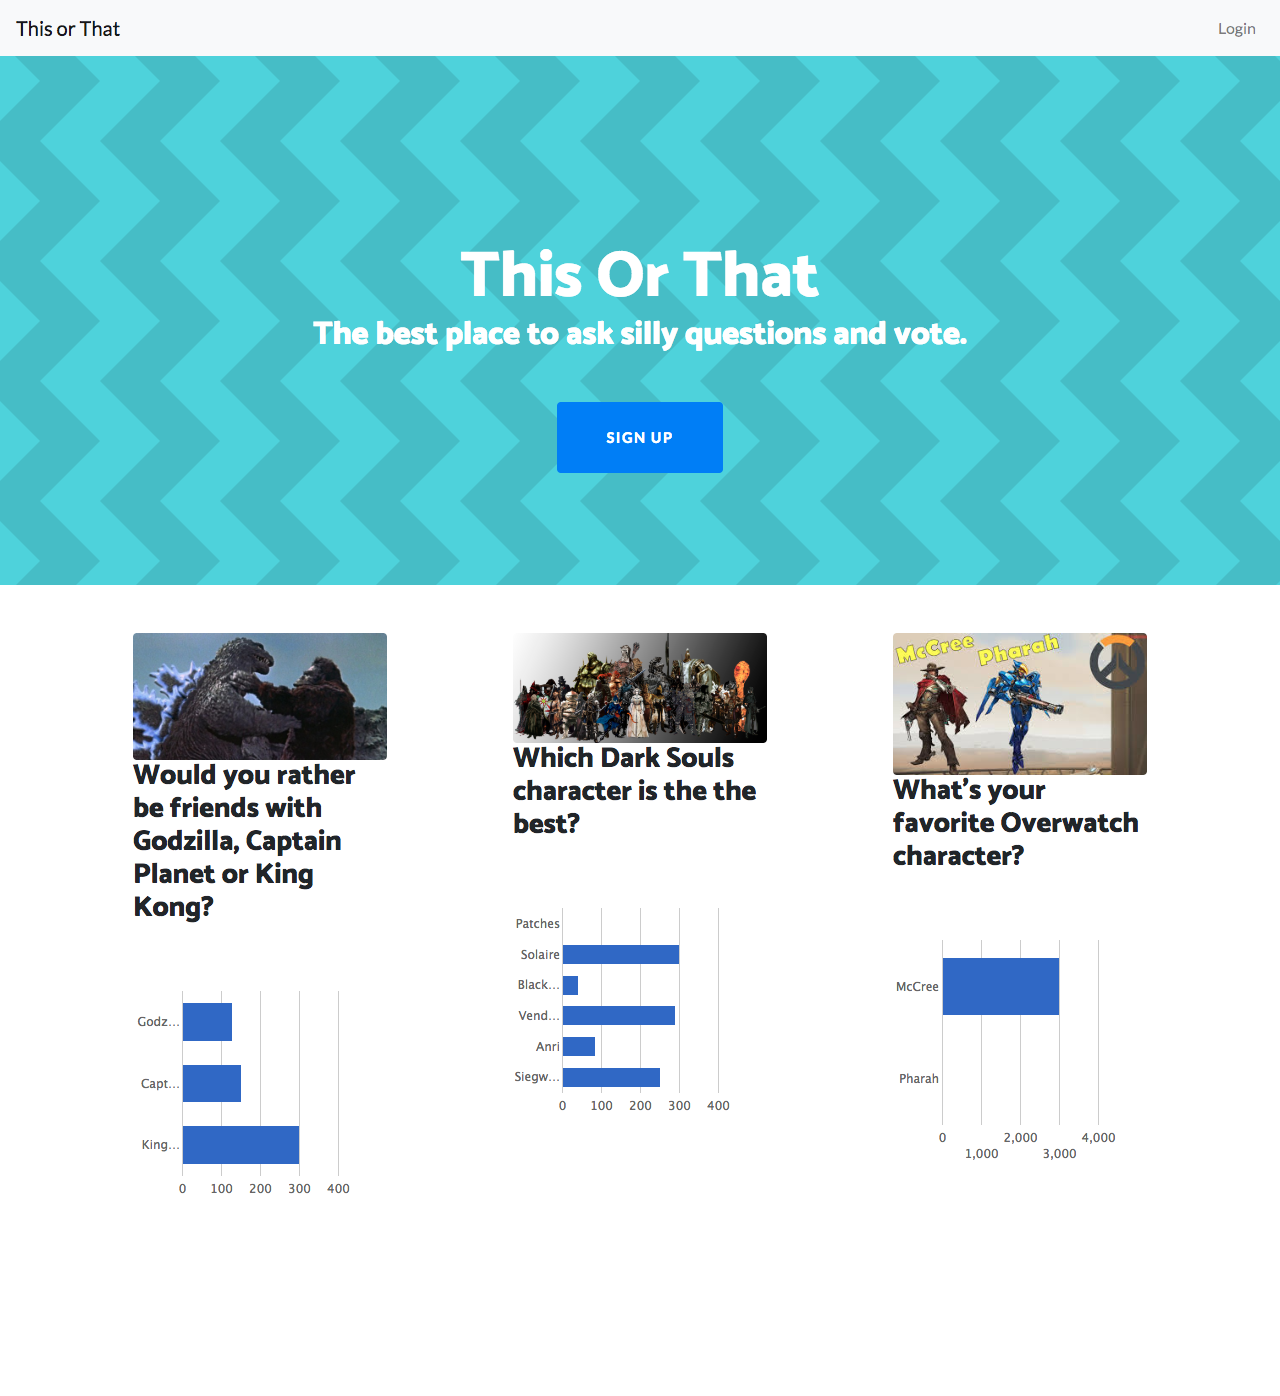 This or That
Login
This Or That
The best place to ask silly questions and vote.
SIGN UP
Would you rather
be friends with
Godzilla, Captain
Planet or King
Kong?
Godz...
Capt...
King...
0 100 200 300 400
Which Dark Souls
character is the the
best?
Patches
Solaire
Black...
Vend...
Anri
Siegw...
0 100 200 300 400
McCree
Pharah
What's your
favorite Overwatch
character?
McCree
Pharah
0 2,000 4,000
1,000 3,000